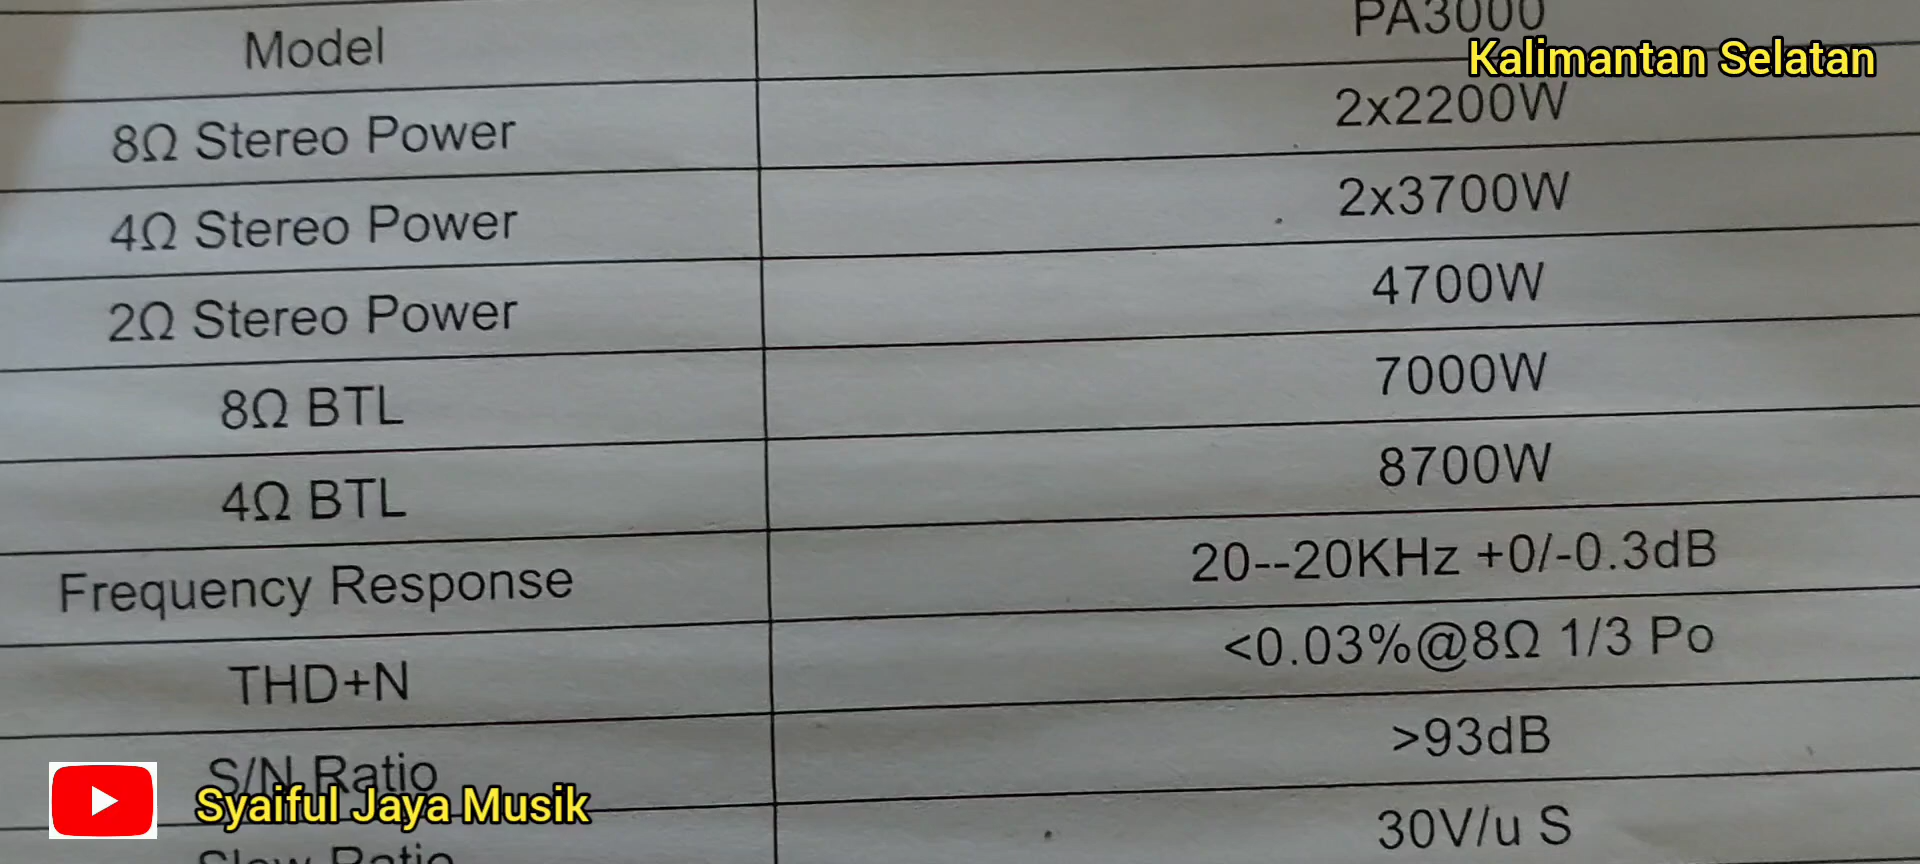 Model PA3000
Kalimantan Selatan
8Ω Stereo Power 2x2200W
4Ω Stereo Power 2x3700W
2Ω Stereo Power 4700W
8Ω BTL 7000W
4Ω BTL 8700W
Frequency Response 20--20KHz +0/-0.3dB
THD+N <0.03%@8Ω 1/3 Po
S/N Ratio >93dB
Syaiful Jaya Musik
Slew Ratio 30V/u S